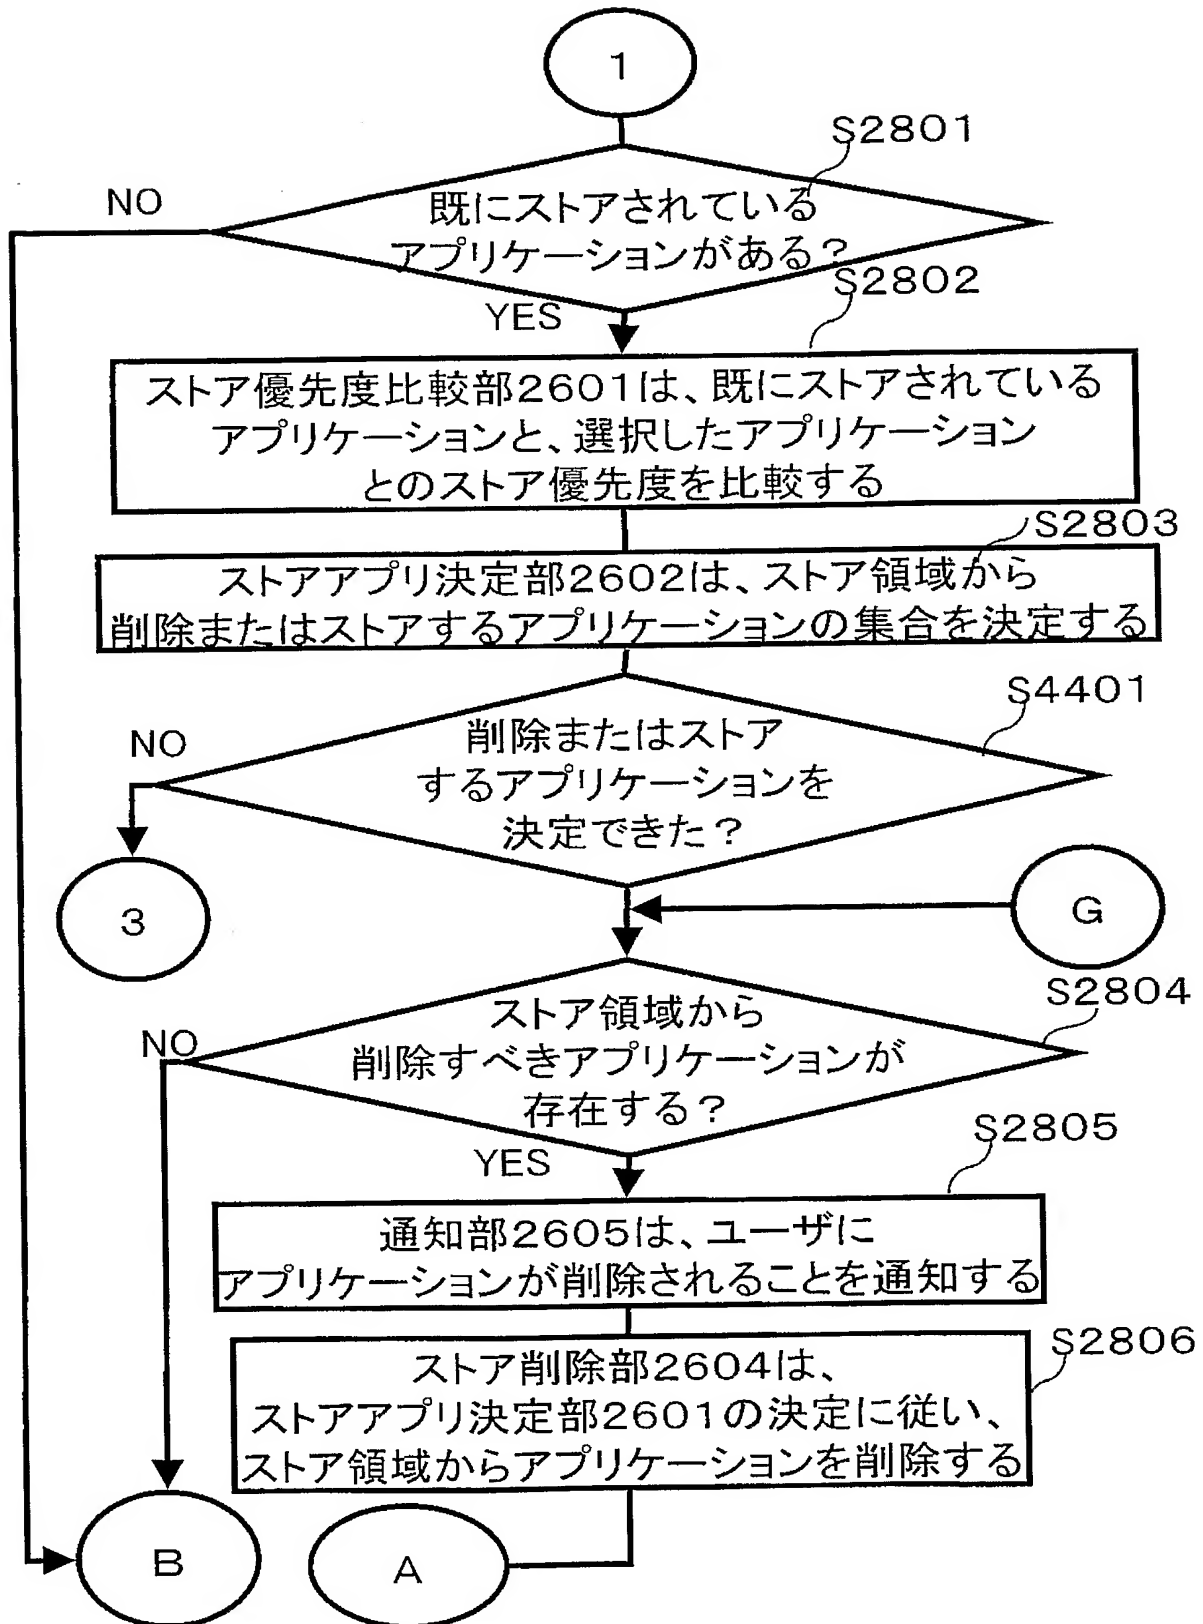 1
S2801
NO
既にストアされている
アプリケーションがある？
S2802
YES
ストア優先度比較部2601は、既にストアされている
アプリケーションと、選択したアプリケーション
とのストア優先度を比較する
S2803
ストアアプリ決定部2602は、ストア領域から
削除またはストアするアプリケーションの集合を決定する
S4401
NO
削除またはストア
するアプリケーションを
決定できた？
3
G
S2804
ストア領域から
NO
削除すべきアプリケーションが
存在する？
S2805
YES
通知部2605は、ユーザに
アプリケーションが削除されることを通知する
S2806
ストア削除部2604は、
ストアアプリ決定部2601の決定に従い、
ストア領域からアプリケーションを削除する
B
A